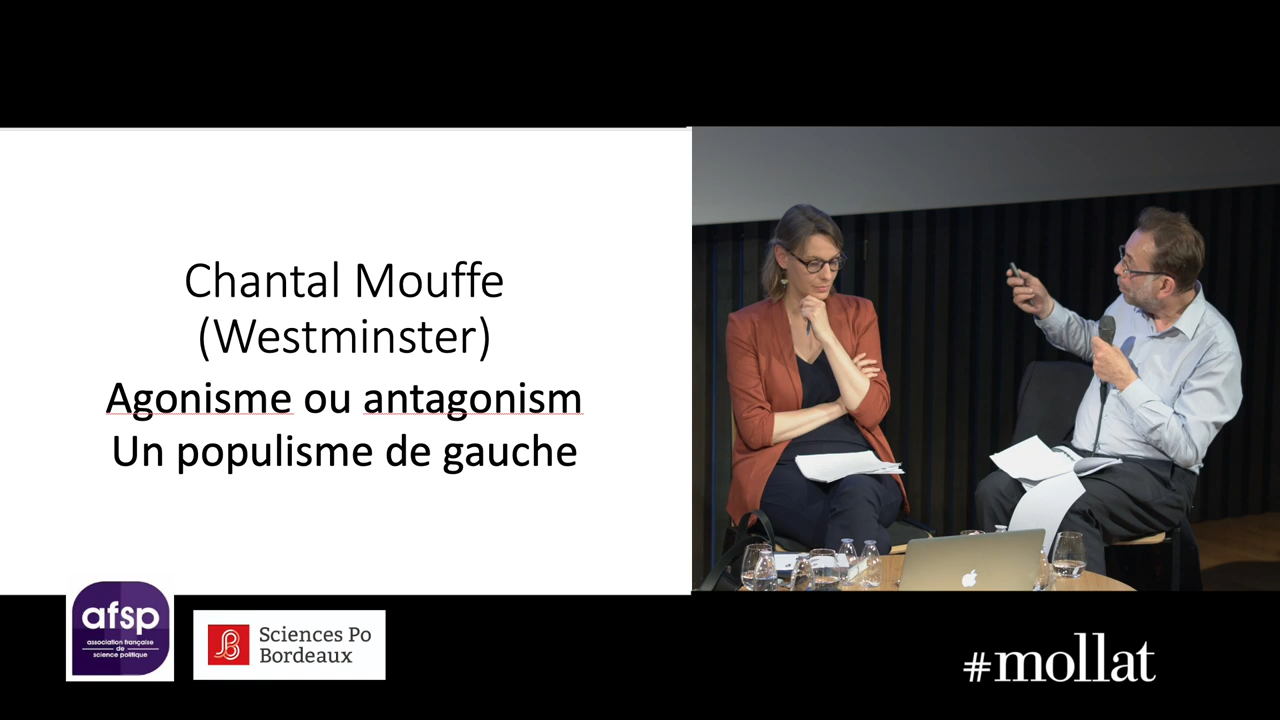 Chantal Mouffe
(Westminster)
Agonisme ou antagonism
Un populisme de gauche
afsp
association française
de
science politique
Sciences Po
Bordeaux
#mollat